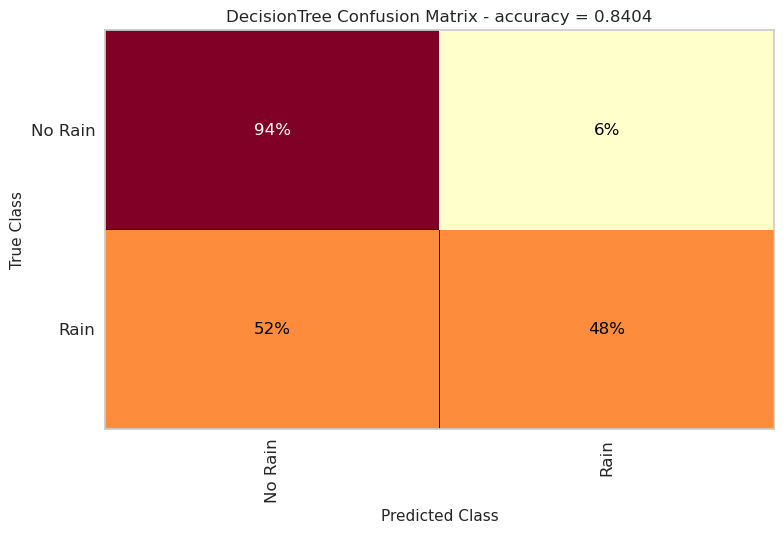 DecisionTree Confusion Matrix - accuracy = 0.8404
No Rain
94%
6%
True Class
Rain
52%
48%
No Rain
Rain
Predicted Class